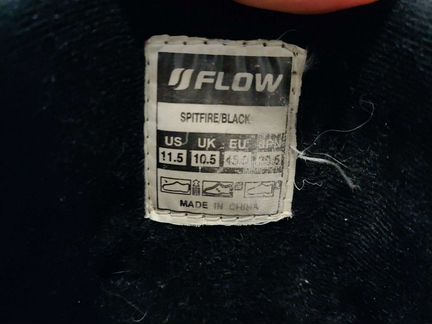 FLOW
SPITFIRE/BLACK
US UK EU
11.5 10.5
MADE IN CHINA